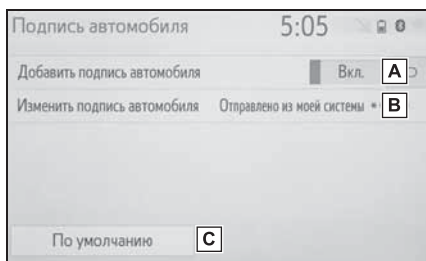 Подпись автомобиля 5:05
Добавить подпись автомобиля Вкл. A
Изменить подпись автомобиля Отправлено из моей системы B
По умолчанию C